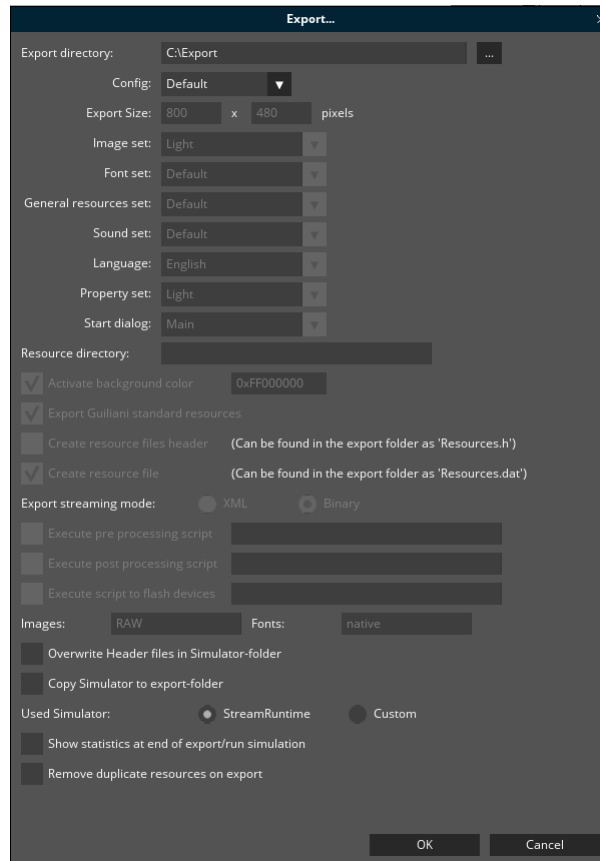 Export...
Export directory: C:\Export ...
Config: Default
Export Size: 800 x 480 pixels
Image set: Light
Font set: Default
General resources set: Default
Sound set: Default
Language: English
Property set: Light
Start dialog: Main
Resource directory:
Activate background color 0xFF000000
Export Guiliani standard resources
Create resource files header (Can be found in the export folder as 'Resources.h')
Create resource file (Can be found in the export folder as 'Resources.dat')
Export streaming mode: XML Binary
Execute pre processing script
Execute post processing script
Execute script to flash devices
Images: RAW Fonts: native
Overwrite Header files in Simulator-folder
Copy Simulator to export-folder
Used Simulator: StreamRuntime Custom
Show statistics at end of export/run simulation
Remove duplicate resources on export
OK Cancel